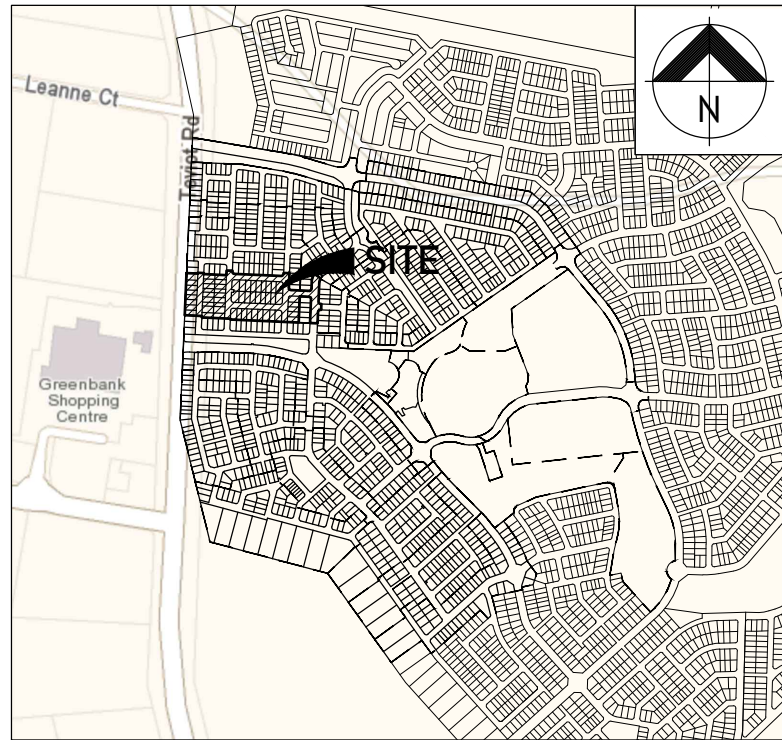 Leanne Ct
Teviot Rd
N
SITE
Greenbank
Shopping
Centre